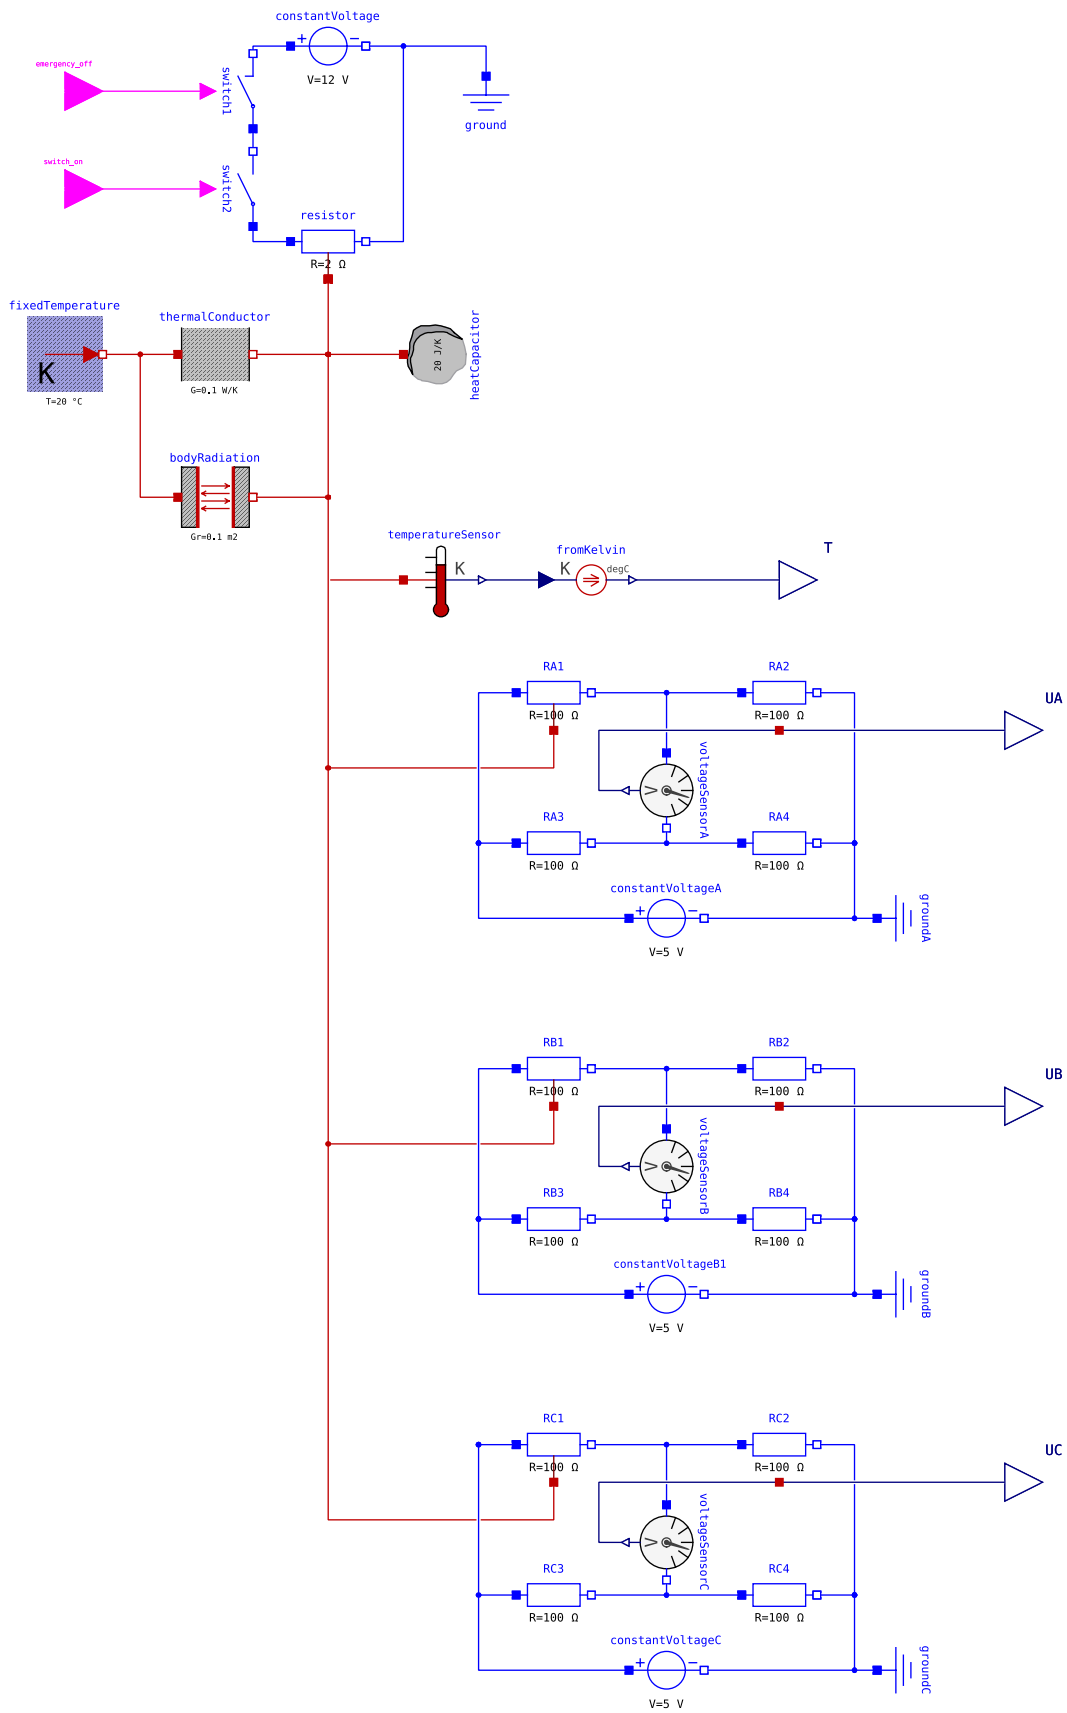 constantVoltage
+
−
V=12 V
emergency_off
switch1
ground
switch_on
switch2
resistor
R=2 Ω
fixedTemperature
K
T=20 °C
thermalConductor
G=0.1 W/K
20 J/K
heatCapacitor
bodyRadiation
Gr=0.1 m2
temperatureSensor
K
fromKelvin
K
degC
T
RA1
R=100 Ω
RA2
R=100 Ω
UA
V
voltageSensorA
RA3
R=100 Ω
RA4
R=100 Ω
constantVoltageA
+
−
V=5 V
groundA
RB1
R=100 Ω
RB2
R=100 Ω
UB
V
voltageSensorB
RB3
R=100 Ω
RB4
R=100 Ω
constantVoltageB1
+
−
V=5 V
groundB
RC1
R=100 Ω
RC2
R=100 Ω
UC
V
voltageSensorC
RC3
R=100 Ω
RC4
R=100 Ω
constantVoltageC
+
−
V=5 V
groundC